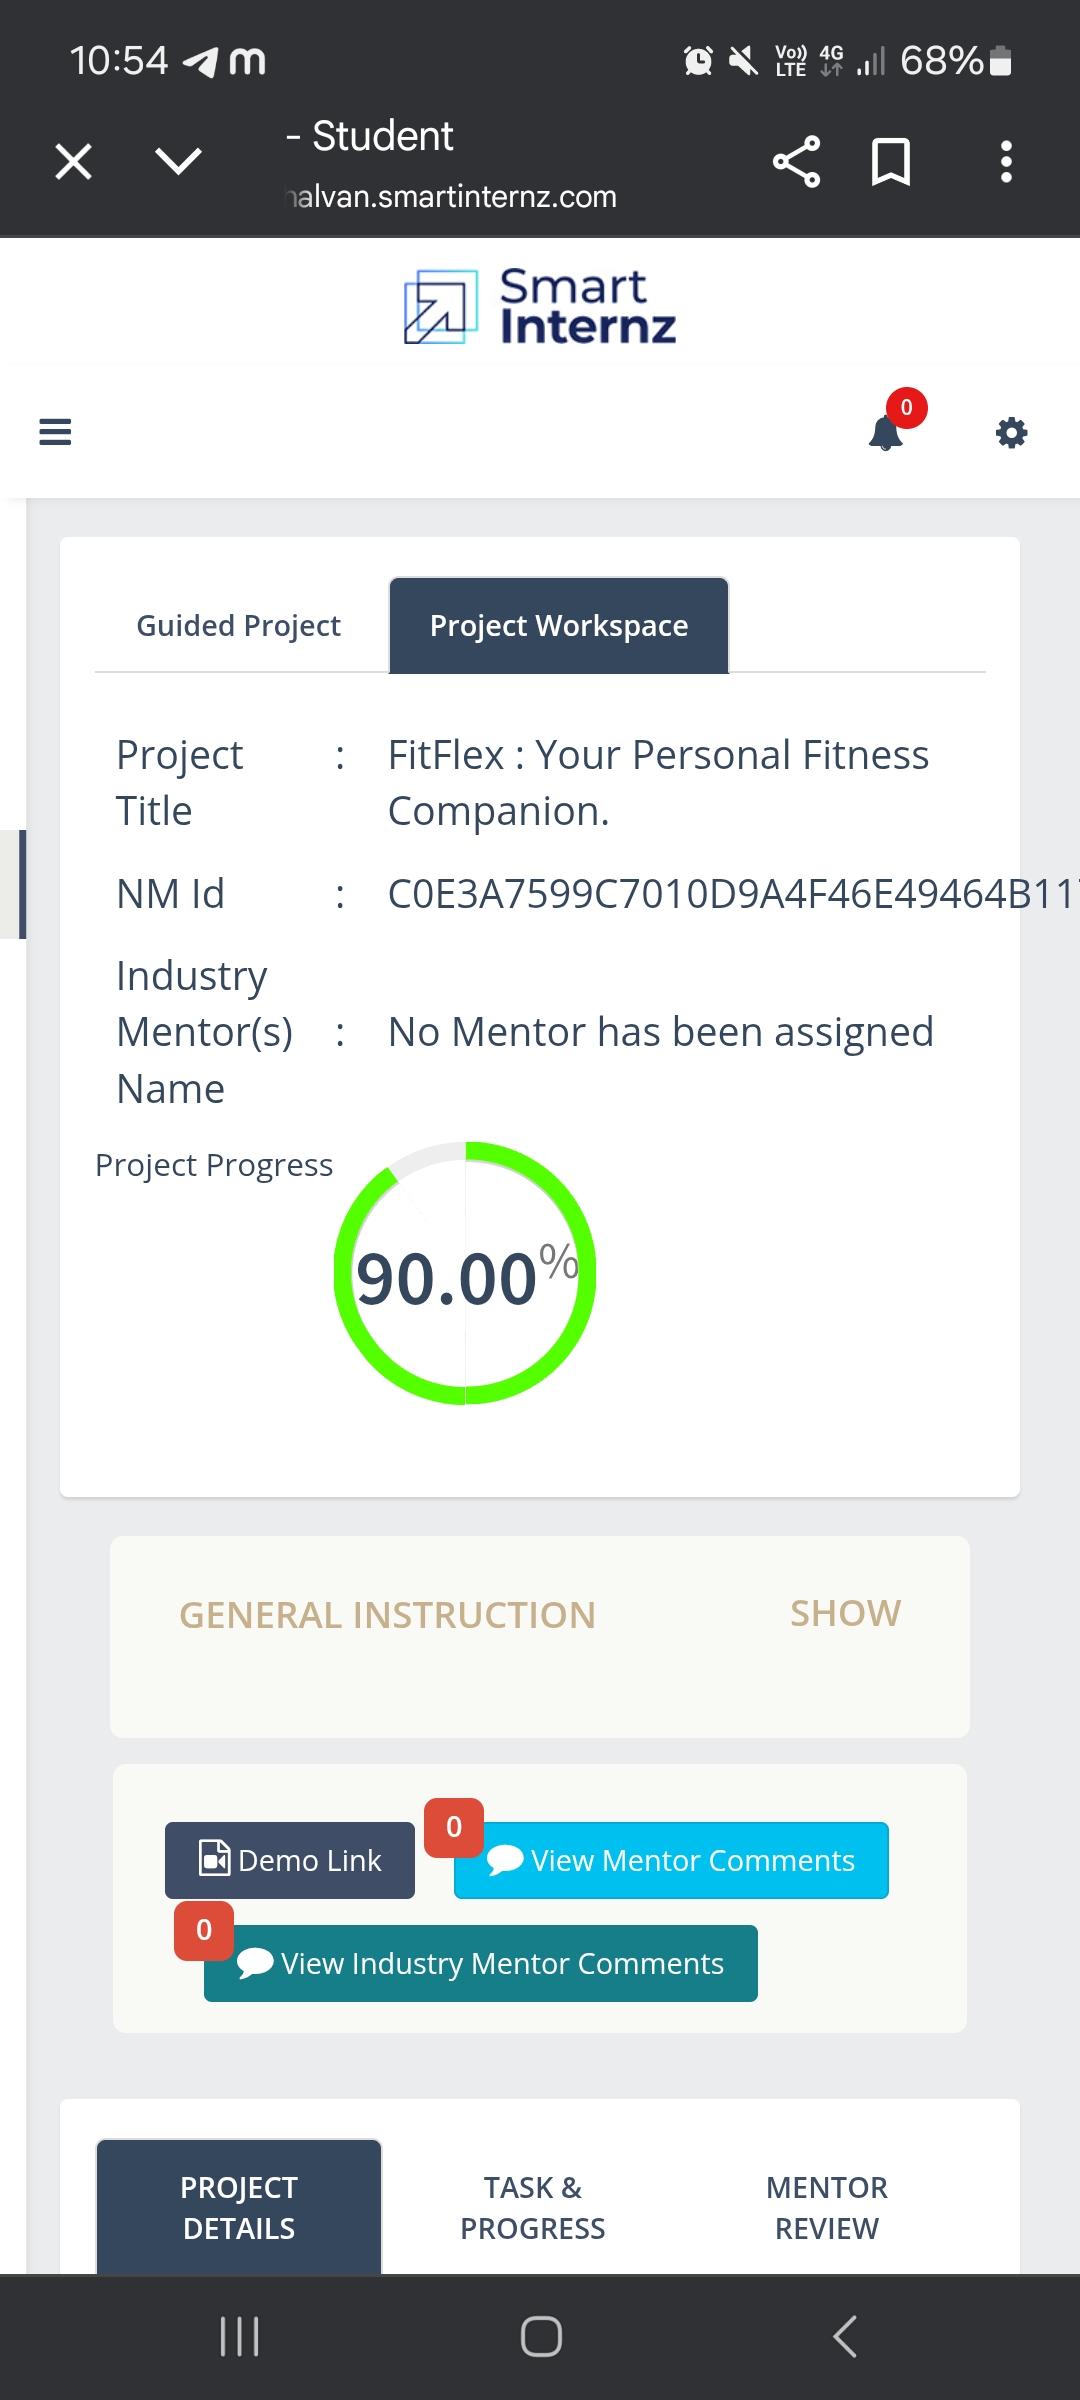 10:54
Vo)) LTE 4G 68%
- Student
alvan.smartinternz.com
Smart
Internz
0
Guided Project Project Workspace
Project Title : FitFlex : Your Personal Fitness Companion.
NM Id : C0E3A7599C7010D9A4F46E49464B11
Industry Mentor(s) Name : No Mentor has been assigned
Project Progress
90.00%
GENERAL INSTRUCTION SHOW
Demo Link
0
View Mentor Comments
0
View Industry Mentor Comments
PROJECT DETAILS
TASK & PROGRESS
MENTOR REVIEW